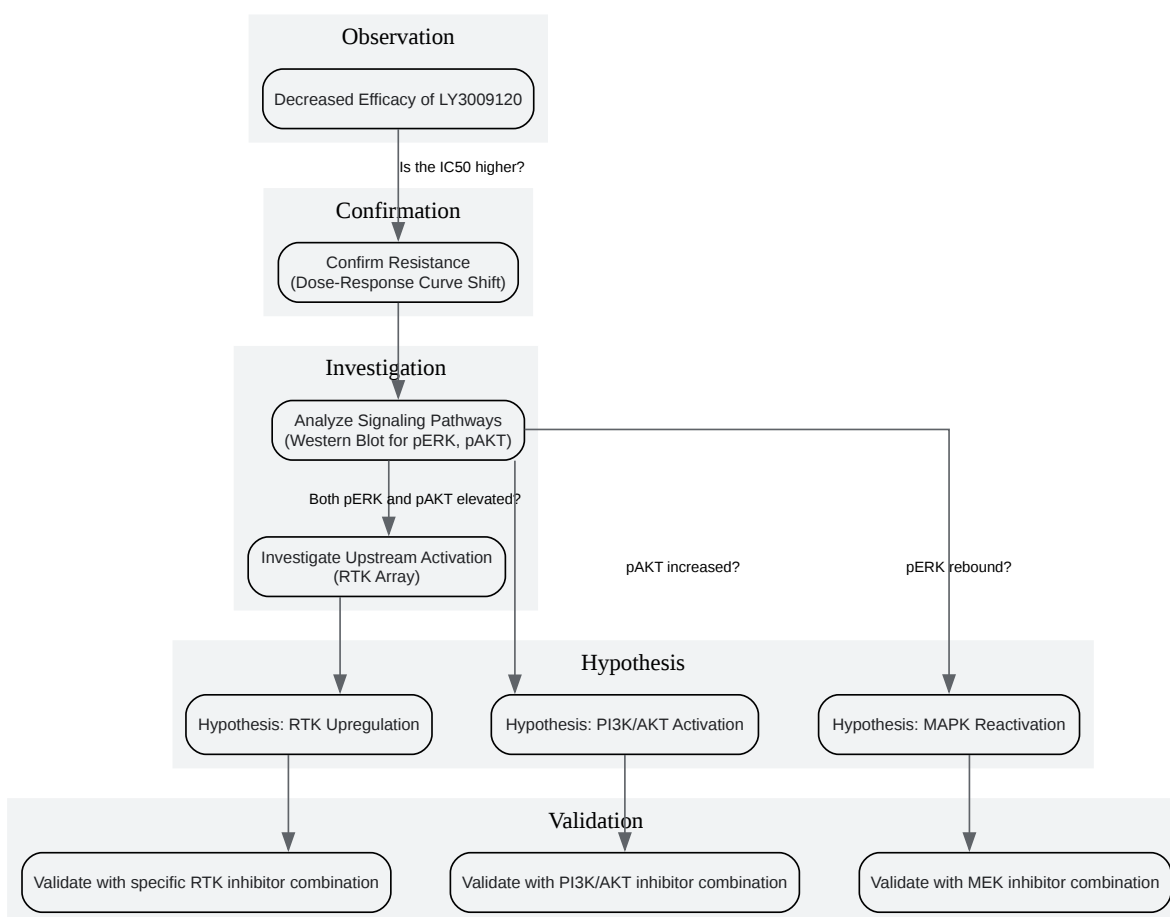 Observation
Decreased Efficacy of LY3009120
Is the IC50 higher?
Confirmation
Confirm Resistance
(Dose-Response Curve Shift)
Investigation
Analyze Signaling Pathways
(Western Blot for pERK, pAKT)
Both pERK and pAKT elevated?
Investigate Upstream Activation
(RTK Array)
pAKT increased?
pERK rebound?
Hypothesis
Hypothesis: RTK Upregulation
Hypothesis: PI3K/AKT Activation
Hypothesis: MAPK Reactivation
Validation
Validate with specific RTK inhibitor combination
Validate with PI3K/AKT inhibitor combination
Validate with MEK inhibitor combination